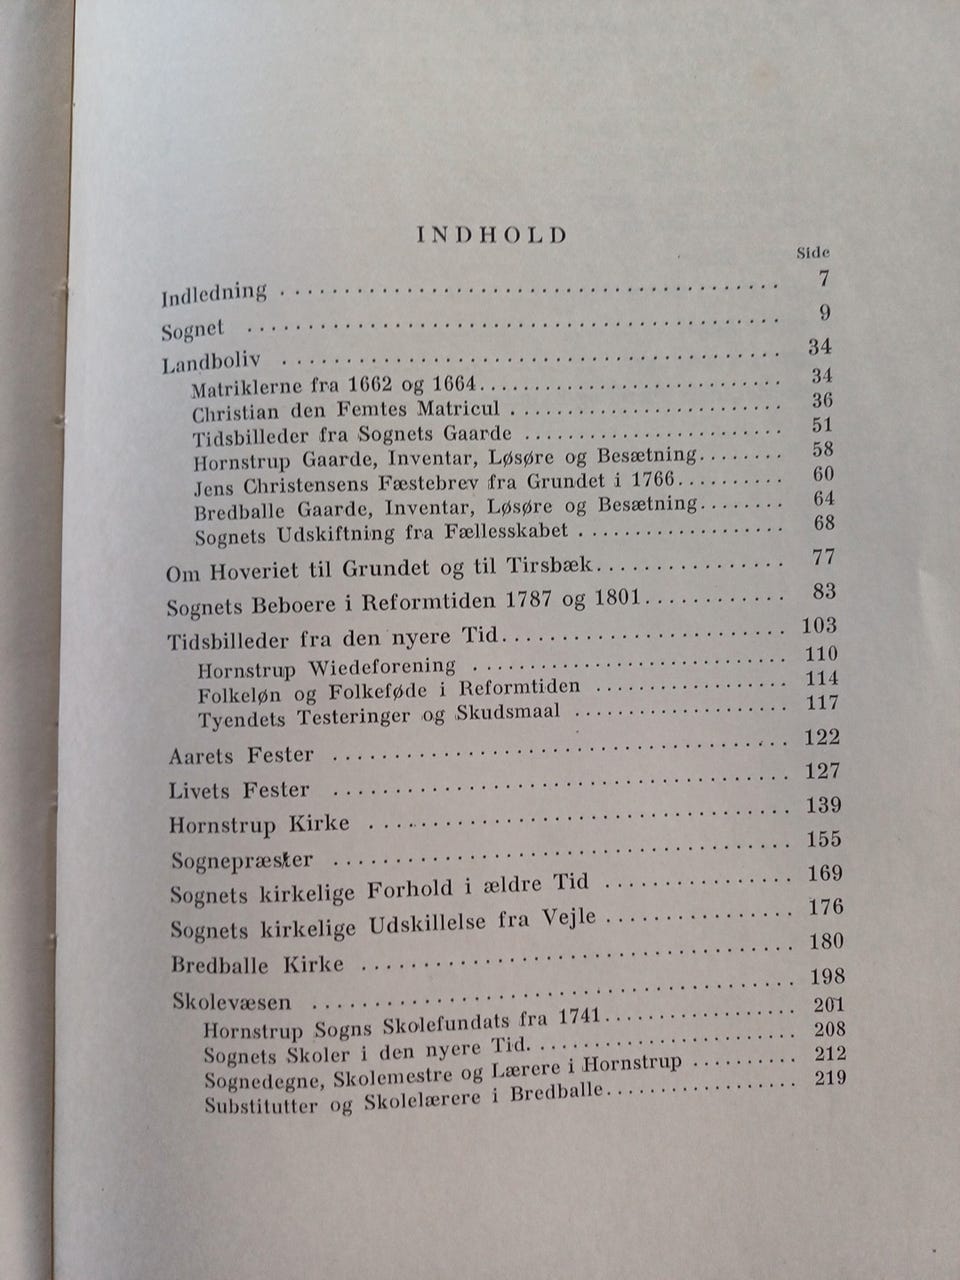 INDHOLD
Side
Indledning ........................................ 7
Sognet ........................................ 9
Landboliv ........................................ 34
Matriklerne fra 1662 og 1664............................ 34
Christian den Femtes Matricul ......................... 36
Tidsbilleder fra Sognets Gaarde ........................ 51
Hornstrup Gaarde, Inventar, Løsøre og Besætning........ 58
Jens Christensens Fæstebrev fra Grundet i 1766.......... 60
Bredballe Gaarde, Inventar, Løsøre og Besætning........ 64
Sognets Udskiftning fra Fællesskabet ................... 68
Om Hoveriet til Grundet og til Tirsbæk................ 77
Sognets Beboere i Reformtiden 1787 og 1801............ 83
Tidsbilleder fra den nyere Tid........................ 103
Hornstrup Wiedeforening .......................... 110
Folkeløn og Folkeføde i Reformtiden ................ 114
Tyendets Testeringer og Skudsmaal .................. 117
Aarets Fester .................................... 122
Livets Fester .................................... 127
Hornstrup Kirke ................................. 139
Sognepræster .................................... 155
Sognets kirkelige Forhold i ældre Tid ............... 169
Sognets kirkelige Udskillelse fra Vejle ............... 176
Bredballe Kirke .................................. 180
Skolevæsen ...................................... 198
Hornstrup Sogns Skolefundats fra 1741................ 201
Sognets Skoler i den nyere Tid. ...................... 208
Sognedegne, Skolemestre og Lærere i Hornstrup .......... 212
Substitutter og Skolelærere i Bredballe................ 219